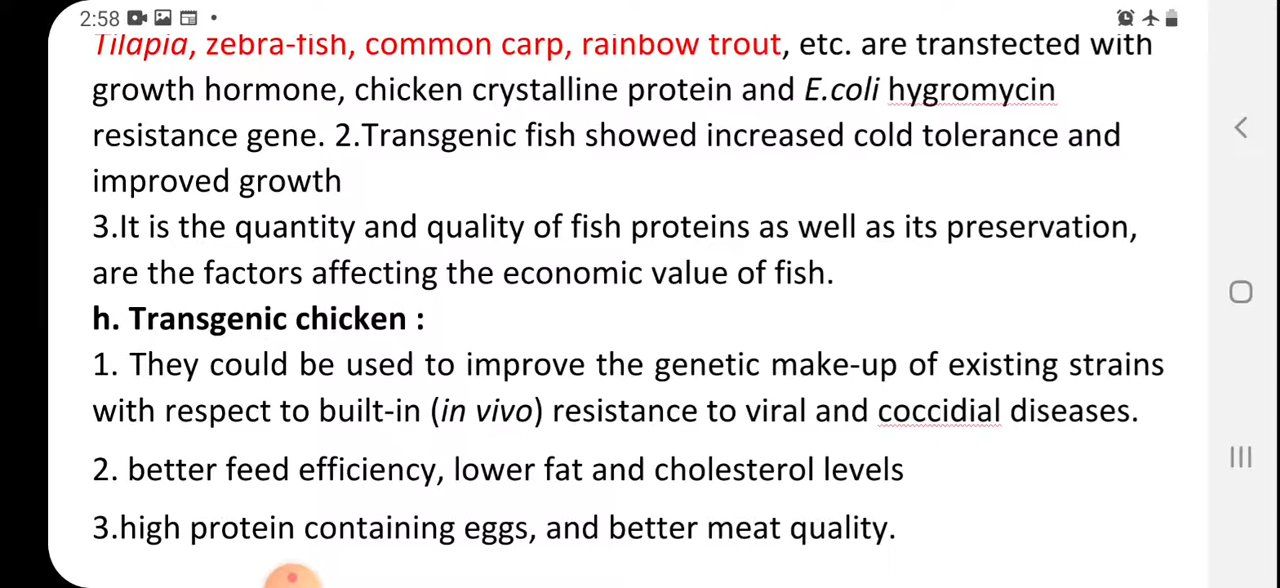 2:58
Tilapia, zebra-fish, common carp, rainbow trout, etc. are transfected with
growth hormone, chicken crystalline protein and E.coli hygromycin
resistance gene. 2.Transgenic fish showed increased cold tolerance and
improved growth
3.It is the quantity and quality of fish proteins as well as its preservation,
are the factors affecting the economic value of fish.
h. Transgenic chicken :
1. They could be used to improve the genetic make-up of existing strains
with respect to built-in (in vivo) resistance to viral and coccidial diseases.
2. better feed efficiency, lower fat and cholesterol levels
3.high protein containing eggs, and better meat quality.